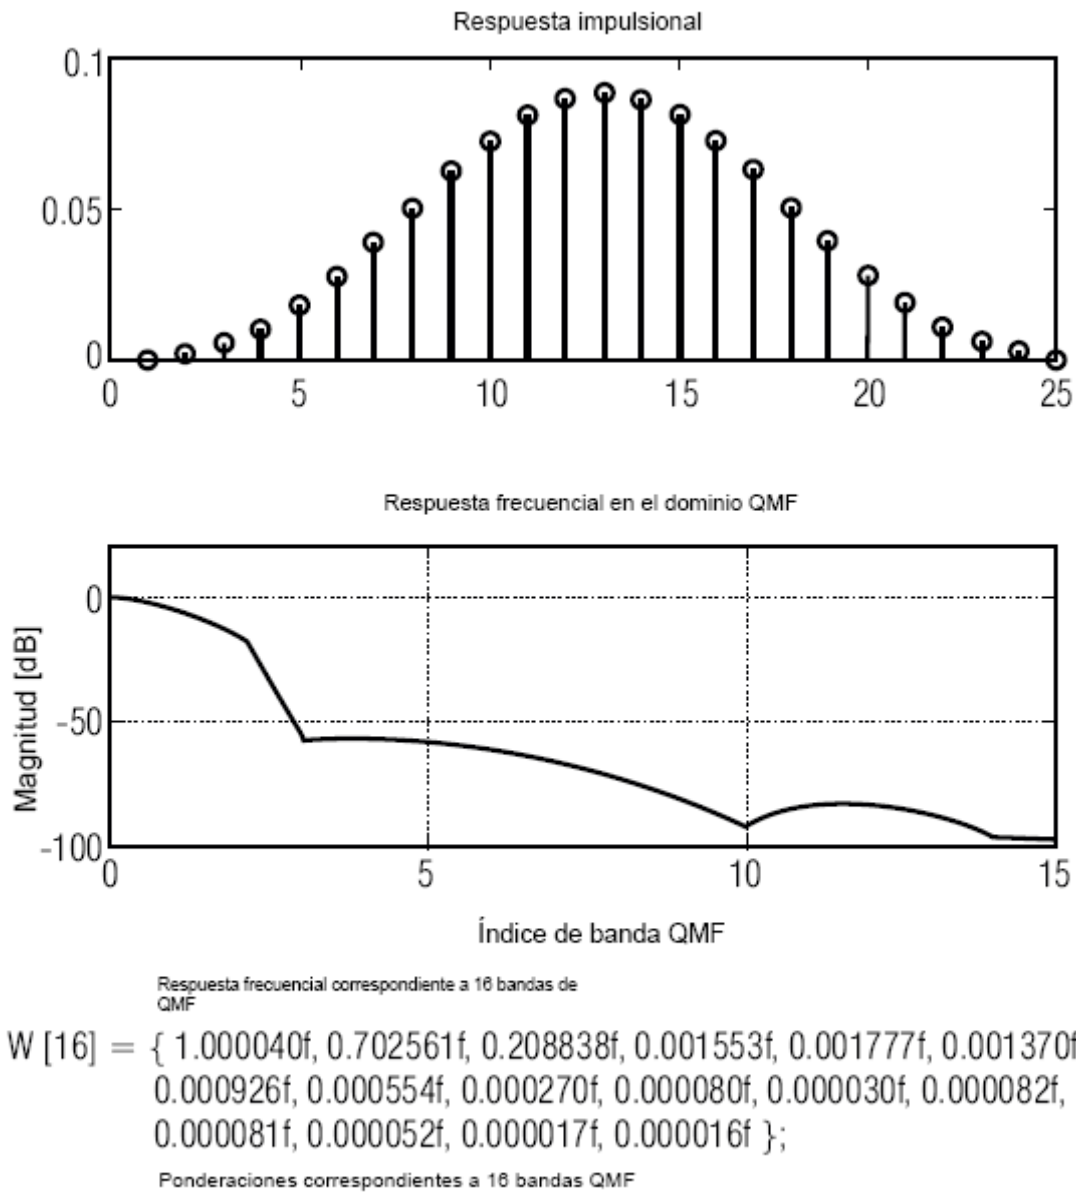 Respuesta impulsional
0.1
0.05
0
0 5 10 15 20 25
Respuesta frecuencial en el dominio QMF
Magnitud [dB]
0
-50
-100
0 5 10 15
Índice de banda QMF
Respuesta frecuencial correspondiente a 16 bandas de
QMF
W [16] = { 1.000040f, 0.702561f, 0.208838f, 0.001553f, 0.001777f, 0.001370f
0.000926f, 0.000554f, 0.000270f, 0.000080f, 0.000030f, 0.000082f,
0.000081f, 0.000052f, 0.000017f, 0.000016f };
Ponderaciones correspondientes a 16 bandas QMF